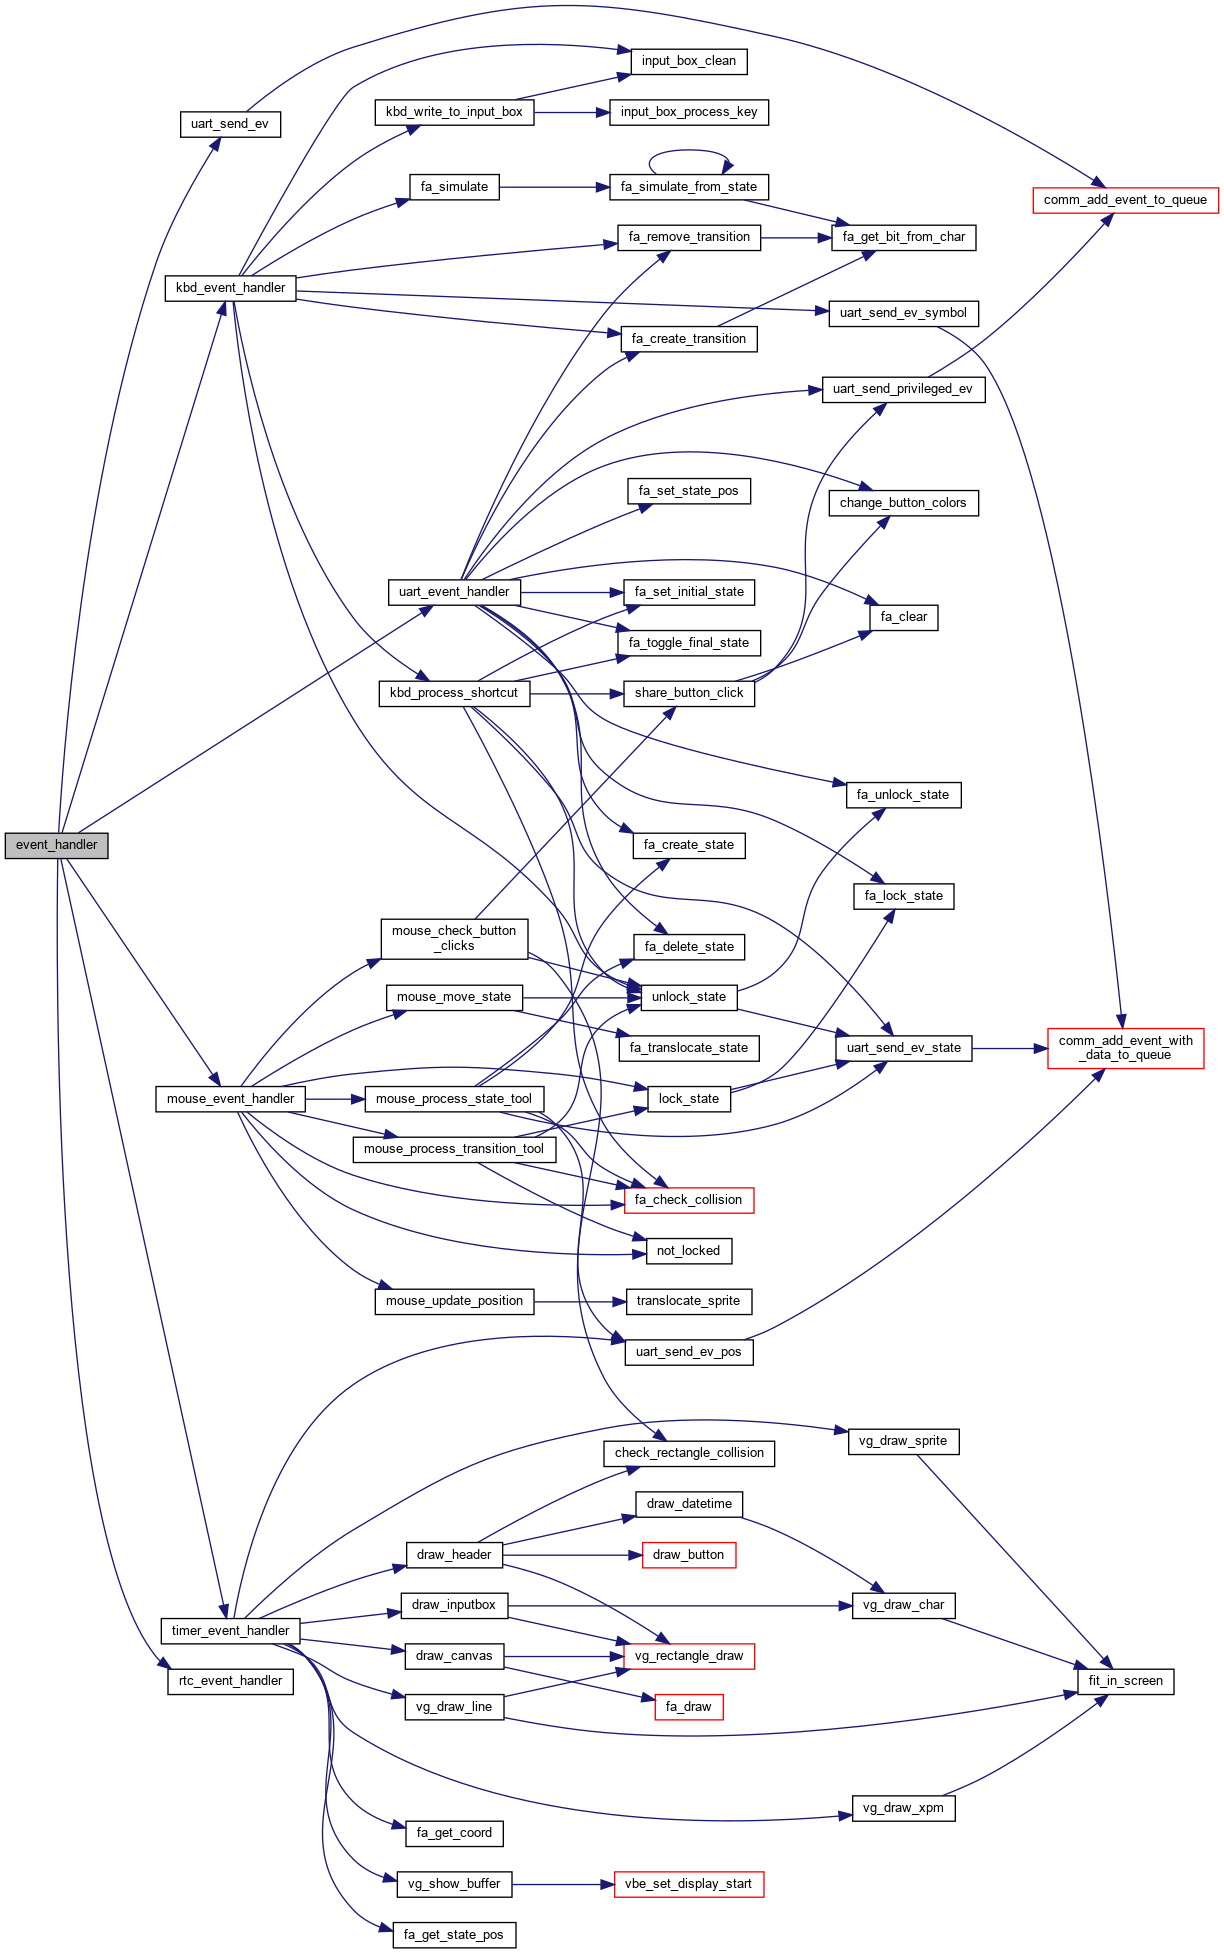 input_box_clean
kbd_write_to_input_box
input_box_process_key
uart_send_ev
fa_simulate
fa_simulate_from_state
comm_add_event_to_queue
fa_remove_transition
fa_get_bit_from_char
kbd_event_handler
uart_send_ev_symbol
fa_create_transition
uart_send_privileged_ev
fa_set_state_pos
change_button_colors
uart_event_handler
fa_set_initial_state
fa_clear
fa_toggle_final_state
kbd_process_shortcut
share_button_click
fa_unlock_state
event_handler
fa_create_state
fa_lock_state
mouse_check_button
_clicks
fa_delete_state
mouse_move_state
unlock_state
fa_translocate_state
uart_send_ev_state
comm_add_event_with
_data_to_queue
mouse_event_handler
mouse_process_state_tool
lock_state
mouse_process_transition_tool
fa_check_collision
not_locked
mouse_update_position
translocate_sprite
uart_send_ev_pos
vg_draw_sprite
check_rectangle_collision
draw_datetime
draw_header
draw_button
draw_inputbox
vg_draw_char
timer_event_handler
draw_canvas
vg_rectangle_draw
rtc_event_handler
fit_in_screen
vg_draw_line
fa_draw
vg_draw_xpm
fa_get_coord
vg_show_buffer
vbe_set_display_start
fa_get_state_pos